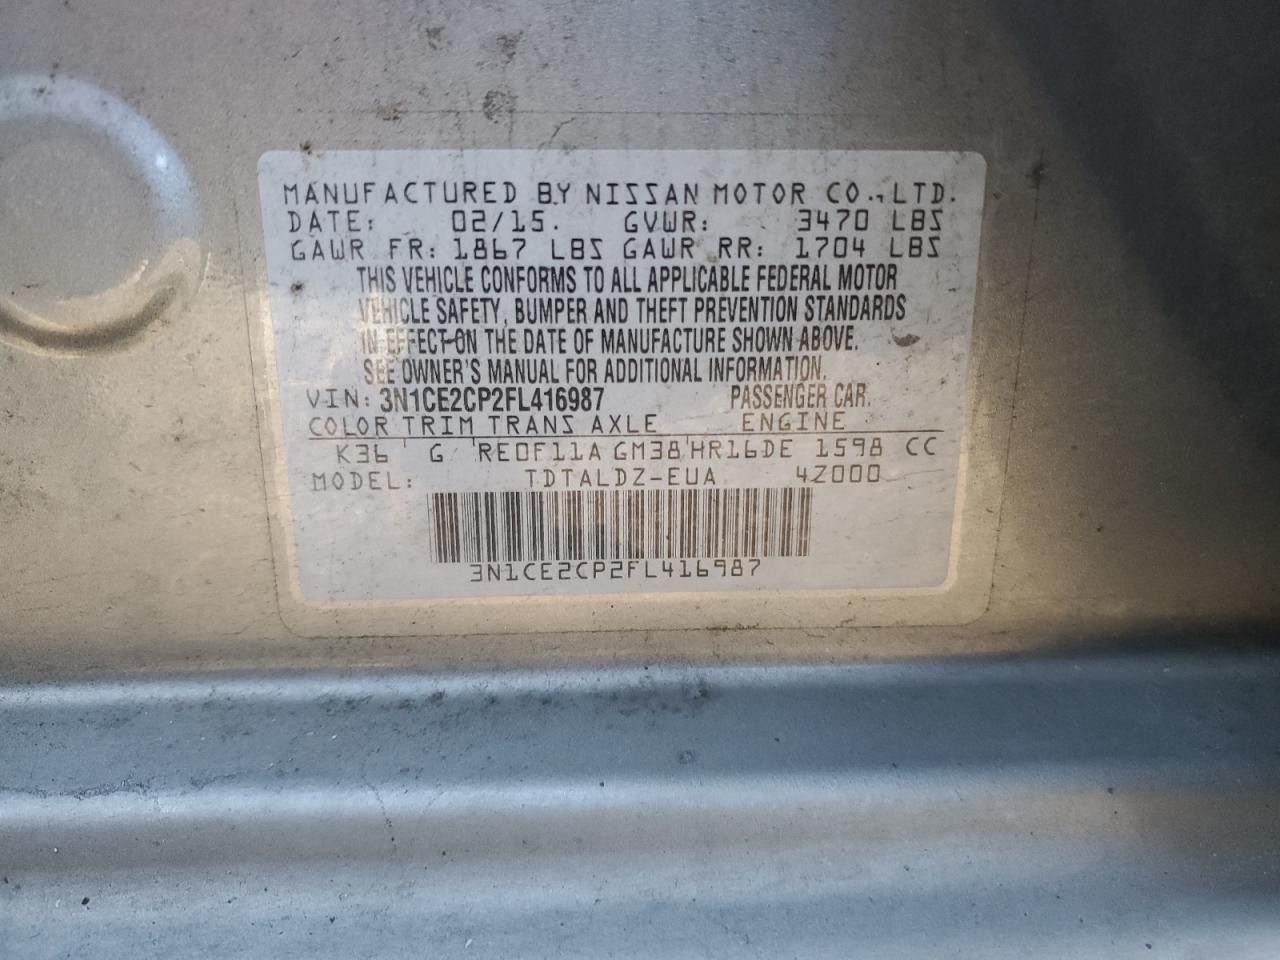 MANUFACTURED BY NISSAN MOTOR CO., LTD.
DATE: 02/15. GVWR: 3470 LBS
GAWR FR: 1867 LBS GAWR RR: 1704 LBS
THIS VEHICLE CONFORMS TO ALL APPLICABLE FEDERAL MOTOR
VEHICLE SAFETY, BUMPER AND THEFT PREVENTION STANDARDS
IN EFFECT ON THE DATE OF MANUFACTURE SHOWN ABOVE.
SEE OWNER'S MANUAL FOR ADDITIONAL INFORMATION.
VIN: 3N1CE2CP2FL416987 PASSENGER CAR.
COLOR TRIM TRANS AXLE ENGINE
K36 G RE0F11A GM38 HR16DE 1598 CC
MODEL: TDTALDZ-EUA 4Z000
3N1CE2CP2FL416987